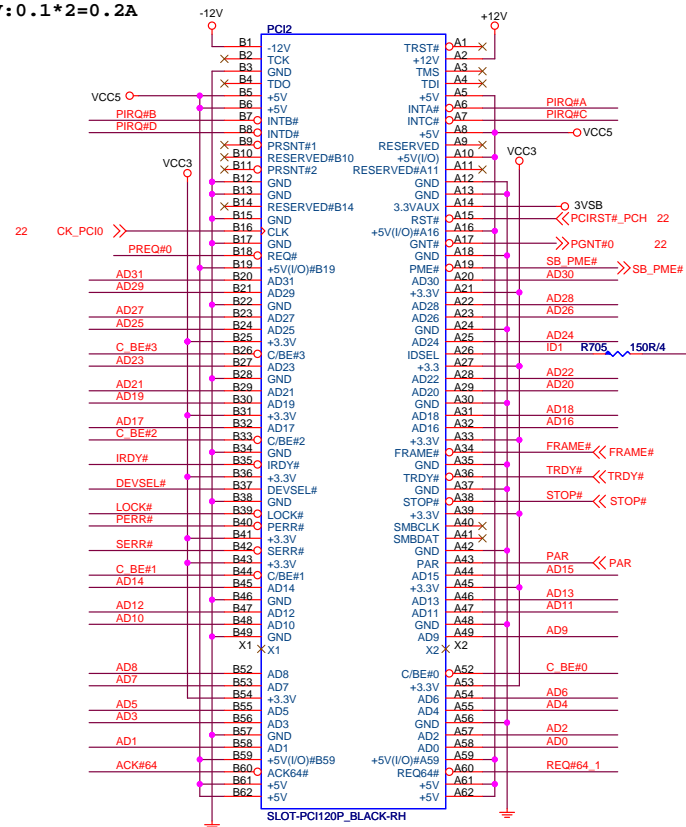 V:0.1*2=0.2A
-12V +12V
PCI2
B1 -12V TRST# A1
B2 TCK +12V A2
B3 GND TMS A3
B4 TDO TDI A4
VCC5 B5 +5V +5V A5
B6 +5V INTA# A6 PIRQ#A
PIRQ#B B7 INTB# INTC# A7 PIRQ#C
PIRQ#D B8 INTD# +5V A8 VCC5
B9 PRSNT#1 RESERVED A9
B10 RESERVED#B10 +5V(I/O) A10
VCC3 B11 PRSNT#2 RESERVED#A11 A11 VCC3
B12 GND GND A12
B13 GND GND A13
B14 RESERVED#B14 3.3VAUX A14 3VSB
B15 GND RST# A15 PCIRST#_PCH 22
22 CK_PCI0 B16 CLK +5V(I/O)#A16 A16
B17 GND GNT# A17 PGNT#0 22
PREQ#0 B18 REQ# GND A18
B19 +5V(I/O)#B19 PME# A19 SB_PME# SB_PME#
AD31 B20 AD31 AD30 A20 AD30
AD29 B21 AD29 +3.3V A21
B22 GND AD28 A22 AD28
AD27 B23 AD27 AD26 A23 AD26
AD25 B24 AD25 GND A24
B25 +3.3V AD24 A25 AD24
C_BE#3 B26 C/BE#3 IDSEL A26 ID1 R705 150R/4
AD23 B27 AD23 +3.3 A27
B28 GND AD22 A28 AD22
AD21 B29 AD21 AD20 A29 AD20
AD19 B30 AD19 GND A30
B31 +3.3V AD18 A31 AD18
AD17 B32 AD17 AD16 A32 AD16
C_BE#2 B33 C/BE#2 +3.3V A33
B34 GND FRAME# A34 FRAME# FRAME#
IRDY# B35 IRDY# GND A35
B36 +3.3V TRDY# A36 TRDY# TRDY#
DEVSEL# B37 DEVSEL# GND A37
B38 GND STOP# A38 STOP# STOP#
LOCK# B39 LOCK# +3.3V A39
PERR# B40 PERR# SMBCLK A40
B41 +3.3V SMBDAT A41
SERR# B42 SERR# GND A42
B43 +3.3V PAR A43 PAR PAR
C_BE#1 B44 C/BE#1 AD15 A44 AD15
AD14 B45 AD14 +3.3V A45
B46 GND AD13 A46 AD13
AD12 B47 AD12 AD11 A47 AD11
AD10 B48 AD10 GND A48
B49 GND AD9 A49 AD9
X1 X1 X2 X2
AD8 B52 AD8 C/BE#0 A52 C_BE#0
AD7 B53 AD7 +3.3V A53
B54 +3.3V AD6 A54 AD6
AD5 B55 AD5 AD4 A55 AD4
AD3 B56 AD3 GND A56
B57 GND AD2 A57 AD2
AD1 B58 AD1 AD0 A58 AD0
B59 +5V(I/O)#B59 +5V(I/O)#A59 A59
ACK#64 B60 ACK64# REQ64# A60 REQ#64_1
B61 +5V +5V A61
B62 +5V +5V A62
SLOT-PCI120P_BLACK-RH